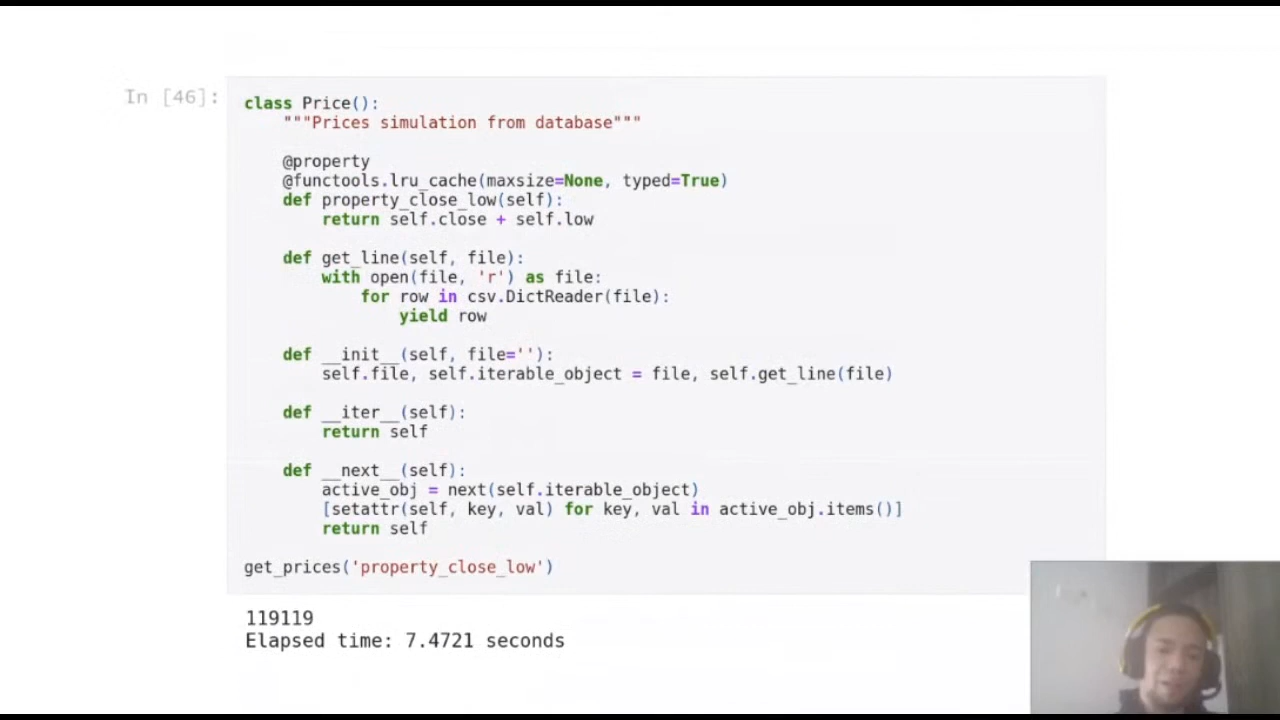 In [46]:
class Price():
    """Prices simulation from database"""
    @property
    @functools.lru_cache(maxsize=None, typed=True)
    def property_close_low(self):
        return self.close + self.low
    def get_line(self, file):
        with open(file, 'r') as file:
            for row in csv.DictReader(file):
                yield row
    def __init__(self, file=''):
        self.file, self.iterable_object = file, self.get_line(file)
    def __iter__(self):
        return self
    def __next__(self):
        active_obj = next(self.iterable_object)
        [setattr(self, key, val) for key, val in active_obj.items()]
        return self
get_prices('property_close_low')
119119
Elapsed time: 7.4721 seconds